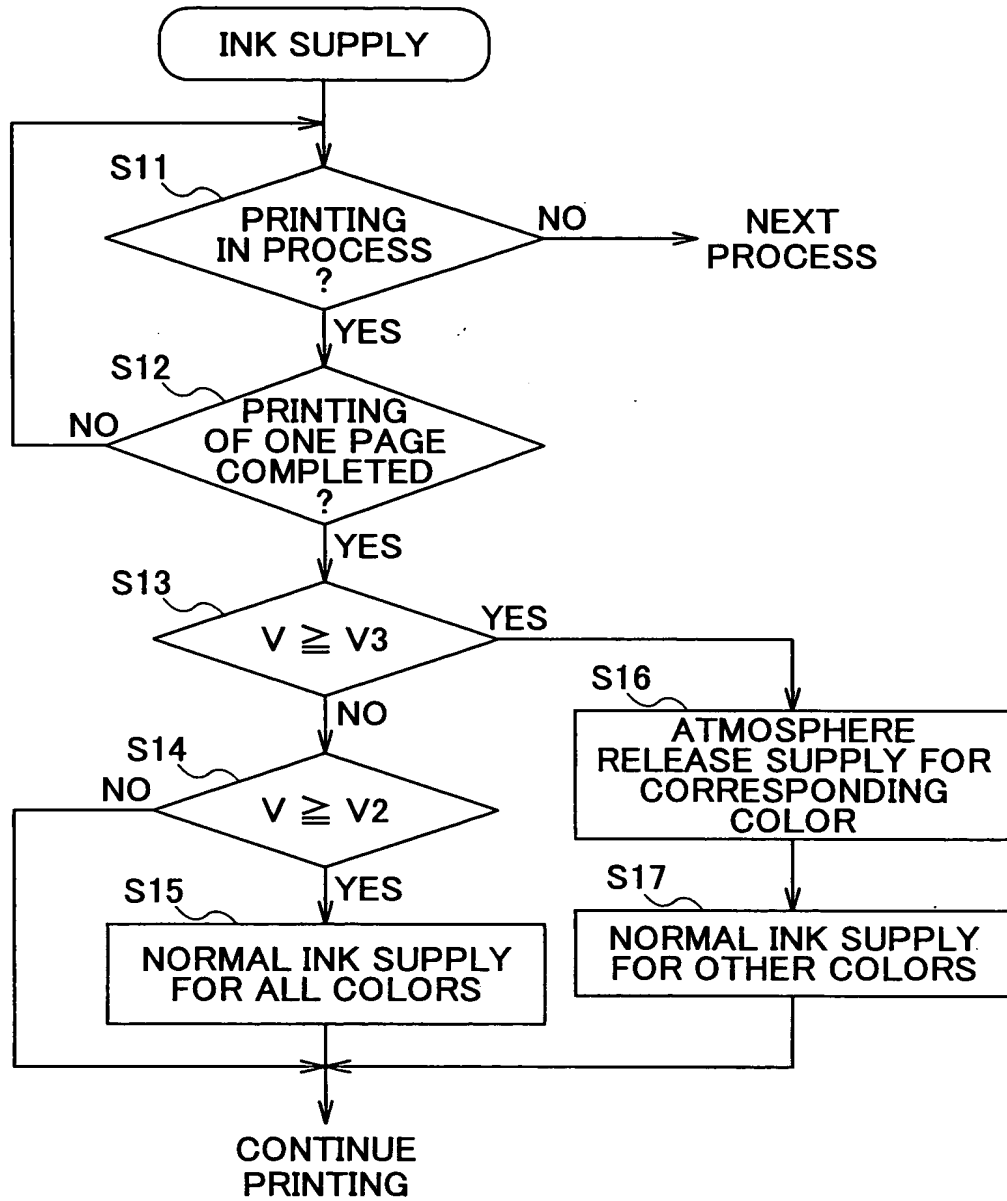 INK SUPPLY
S11
PRINTING
IN PROCESS
?
NO
NEXT
PROCESS
YES
S12
PRINTING
OF ONE PAGE
COMPLETED
?
NO
YES
S13
V ≧ V3
YES
NO
S16
ATMOSPHERE
RELEASE SUPPLY FOR
CORRESPONDING
COLOR
S14
V ≧ V2
NO
YES
S15
NORMAL INK SUPPLY
FOR ALL COLORS
S17
NORMAL INK SUPPLY
FOR OTHER COLORS
CONTINUE
PRINTING